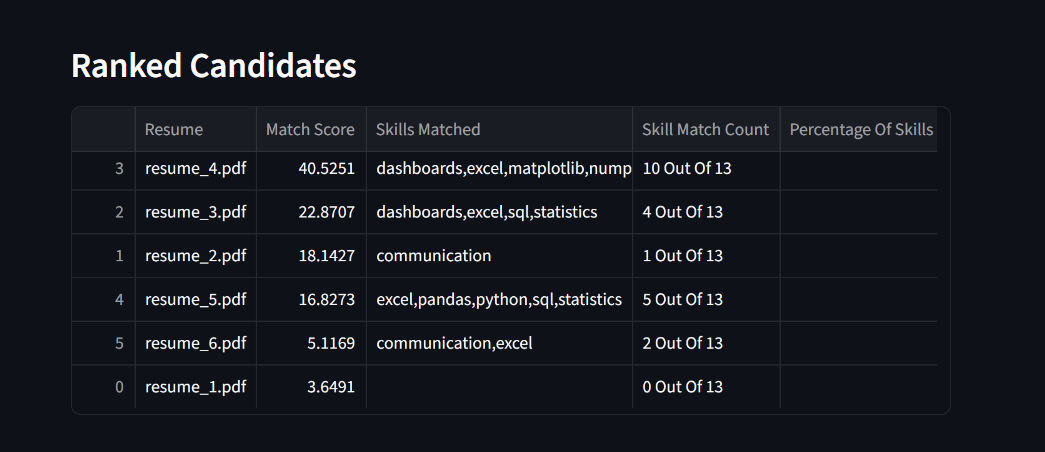 Ranked Candidates
Resume Match Score Skills Matched Skill Match Count Percentage Of Skills
3 resume_4.pdf 40.5251 dashboards,excel,matplotlib,nump 10 Out Of 13
2 resume_3.pdf 22.8707 dashboards,excel,sql,statistics 4 Out Of 13
1 resume_2.pdf 18.1427 communication 1 Out Of 13
4 resume_5.pdf 16.8273 excel,pandas,python,sql,statistics 5 Out Of 13
5 resume_6.pdf 5.1169 communication,excel 2 Out Of 13
0 resume_1.pdf 3.6491 0 Out Of 13